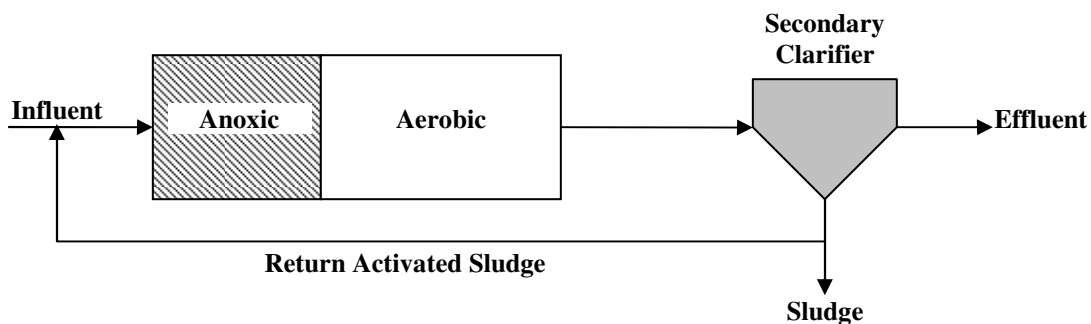 Secondary
Clarifier
Influent
Anoxic
Aerobic
Effluent
Return Activated Sludge
Sludge